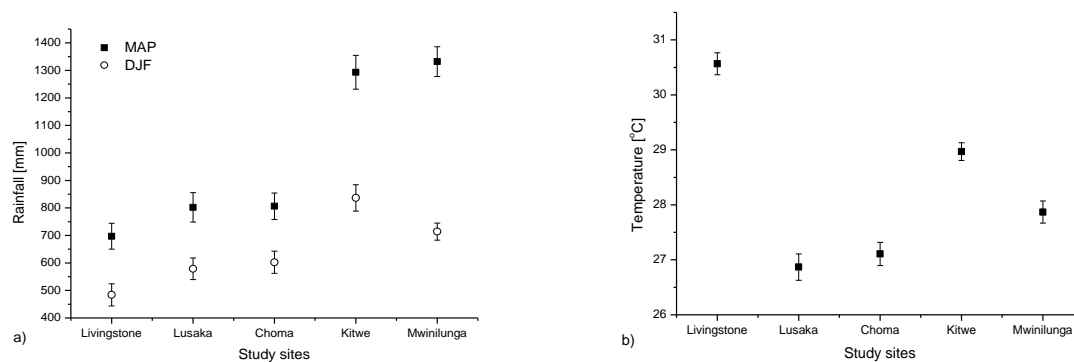 1400
1300
1200
1100
1000
900
800
700
600
500
400
Rainfall [mm]
MAP
DJF
Livingstone Lusaka Choma Kitwe Mwinilunga
Study sites
a)
31
30
29
28
27
26
Temperature [°C]
Livingstone Lusaka Choma Kitwe Mwinilunga
Study sites
b)